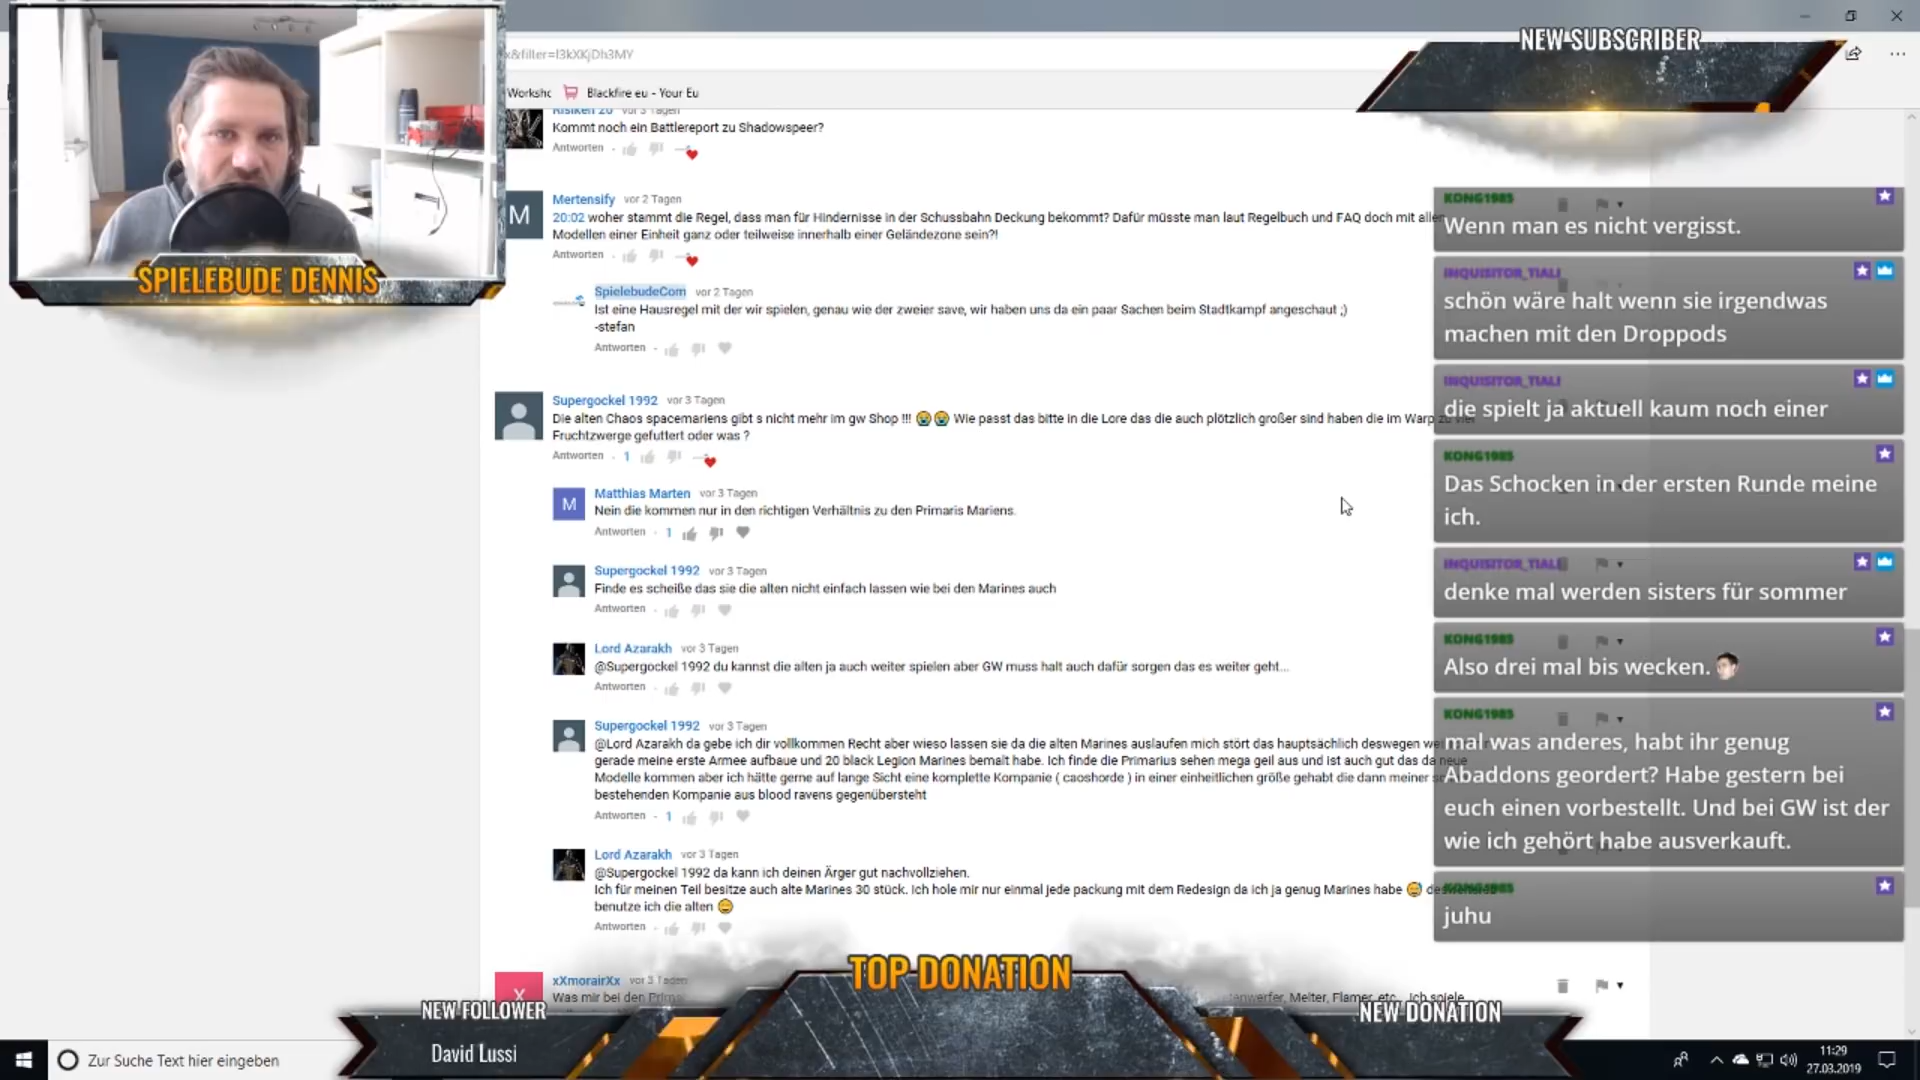 SPIELEBUDE DENNIS
x&filter=l3kXKjDh3MY
NEW SUBSCRIBER
Workshc
Blackfire eu - Your Eu
Risiken 20 vor 3 Tagen
Kommt noch ein Battlereport zu Shadowspeer?
Antworten
Mertensify vor 2 Tagen
20:02 woher stammt die Regel, dass man für Hindernisse in der Schussbahn Deckung bekommt? Dafür müsste man laut Regelbuch und FAQ doch mit allen
Modellen einer Einheit ganz oder teilweise innerhalb einer Geländezone sein?!
Antworten
SpielebudeCom vor 2 Tagen
Ist eine Hausregel mit der wir spielen, genau wie der zweier save, wir haben uns da ein paar Sachen beim Stadtkampf angeschaut ;)
-stefan
Antworten
Supergockel 1992 vor 3 Tagen
Die alten Chaos spacemariens gibt s nicht mehr im gw Shop !!! 😭😭 Wie passt das bitte in die Lore das die auch plötzlich großer sind haben die im Warp zu
Fruchtzwerge gefuttert oder was ?
Antworten 1
Matthias Marten vor 3 Tagen
Nein die kommen nur in den richtigen Verhältnis zu den Primaris Mariens.
Antworten 1
Supergockel 1992 vor 3 Tagen
Finde es scheiße das sie die alten nicht einfach lassen wie bei den Marines auch
Antworten
Lord Azarakh vor 3 Tagen
@Supergockel 1992 du kannst die alten ja auch weiter spielen aber GW muss halt auch dafür sorgen das es weiter geht...
Antworten
Supergockel 1992 vor 3 Tagen
@Lord Azarakh da gebe ich dir vollkommen Recht aber wieso lassen sie da die alten Marines auslaufen mich stört das hauptsächlich deswegen
gerade meine erste Armee aufbaue und 20 black Legion Marines bemalt habe. Ich finde die Primarius sehen mega geil aus und ist auch gut das da neue
Modelle kommen aber ich hätte gerne auf lange Sicht eine komplette Kompanie ( caoshorde ) in einer einheitlichen größe gehabt die dann meiner
bestehenden Kompanie aus blood ravens gegenübersteht
Antworten 1
Lord Azarakh vor 3 Tagen
@Supergockel 1992 da kann ich deinen Ärger gut nachvollziehen.
Ich für meinen Teil besitze auch alte Marines 30 stück. Ich hole mir nur einmal jede packung mit dem Redesign da ich ja genug Marines habe 😅
benutze ich die alten 😄
Antworten
xXmorairXx vor 3 Tagen
Was mir bei den Melter, Flamer, etc.. Ich spiele
KONG1985
Wenn man es nicht vergisst.
INQUISITOR_TIALI
schön wäre halt wenn sie irgendwas
machen mit den Droppods
INQUISITOR_TIALI
die spielt ja aktuell kaum noch einer
KONG1985
Das Schocken in der ersten Runde meine
ich.
INQUISITOR_TIALI
denke mal werden sisters für sommer
KONG1985
Also drei mal bis wecken.
KONG1985
mal was anderes, habt ihr genug
Abaddons geordert? Habe gestern bei
euch einen vorbestellt. Und bei GW ist der
wie ich gehört habe ausverkauft.
KONG1985
juhu
TOP DONATION
NEW FOLLOWER
David Lussi
NEW DONATION
Zur Suche Text hier eingeben
11:29
27.03.2019